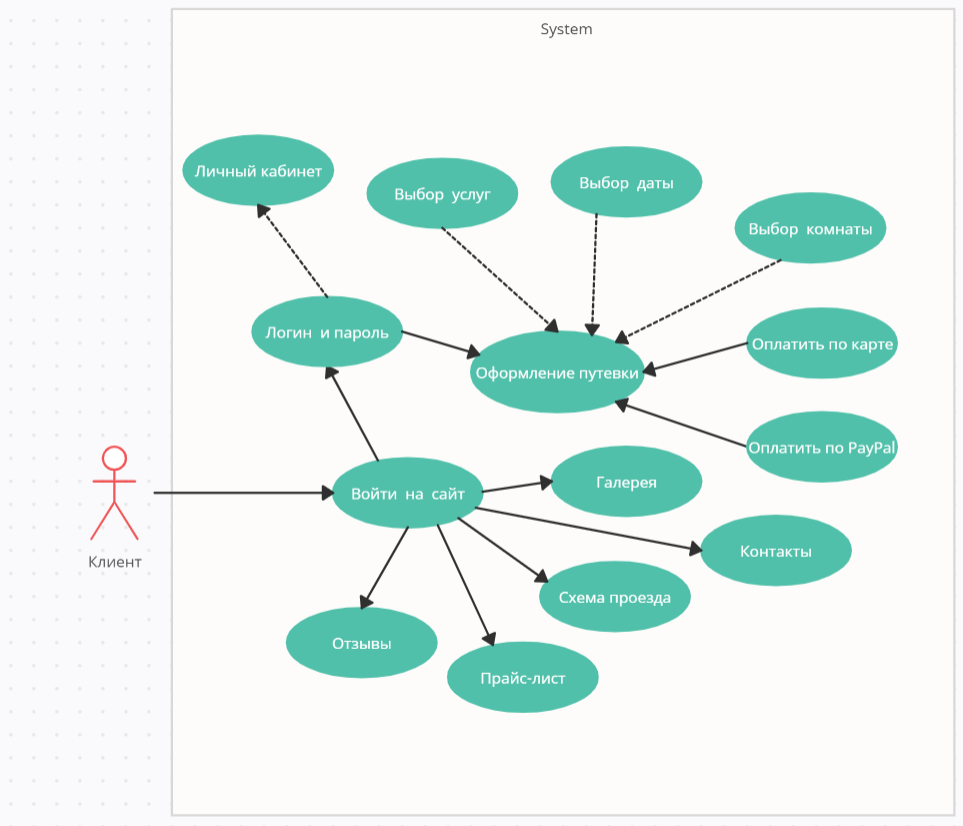 System
Личный кабинет
Выбор услуг
Выбор даты
Выбор комнаты
Логин и пароль
Оформление путевки
Оплатить по карте
Оплатить по PayPal
Войти на сайт
Галерея
Контакты
Клиент
Схема проезда
Отзывы
Прайс-лист